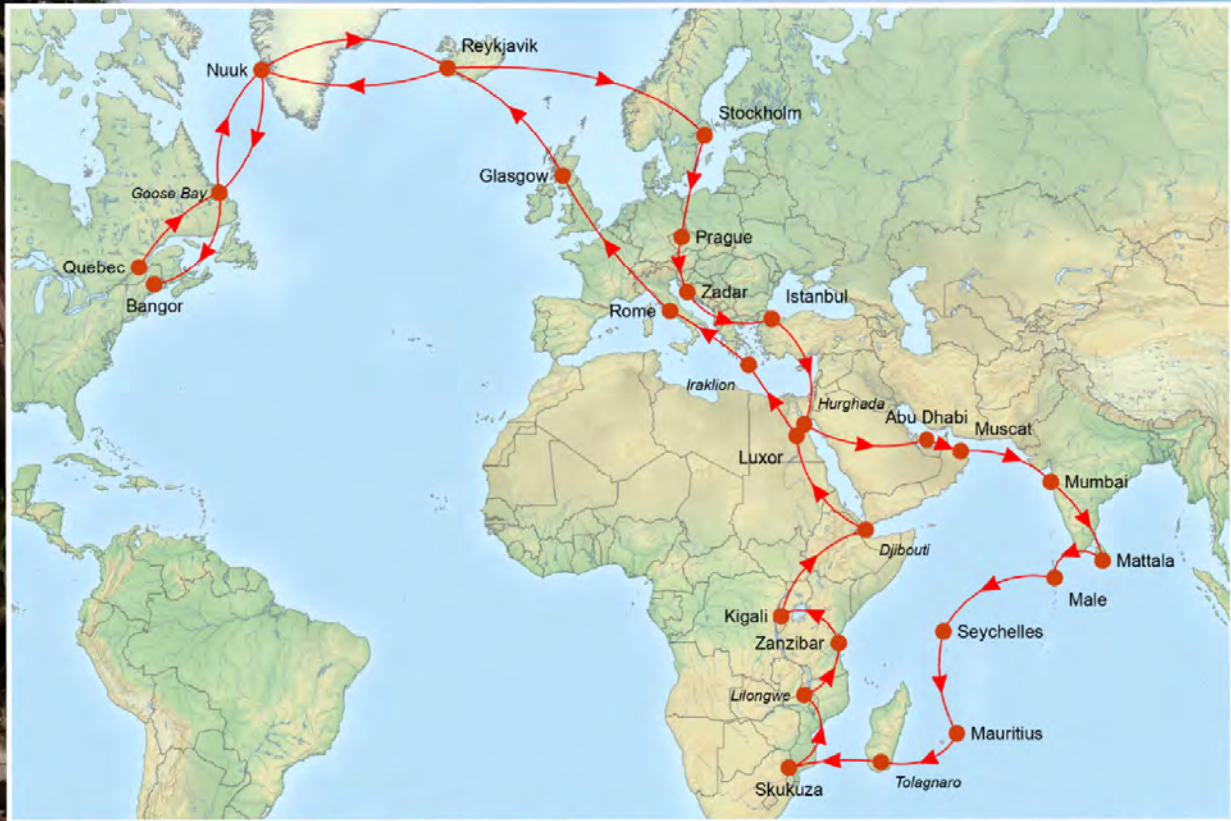 Reykjavik
Nuuk
Stockholm
Glasgow
Goose Bay
Prague
Quebec
Zadar
Bangor
Istanbul
Rome
Iraklion
Hurghada
Abu Dhabi
Muscat
Luxor
Mumbai
Djibouti
Mattala
Male
Kigali
Seychelles
Zanzibar
Lilongwe
Mauritius
Tolagnaro
Skukuza